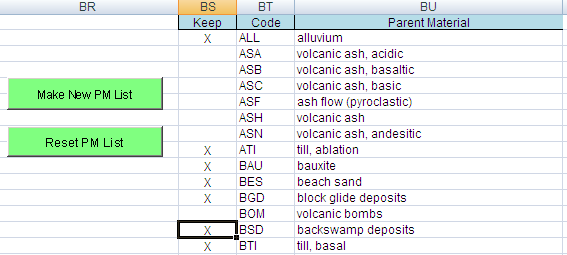 BR BS BT BU
Keep Code Parent Material
X ALL alluvium
ASA volcanic ash, acidic
ASB volcanic ash, basaltic
ASC volcanic ash, basic
Make New PM List
ASF ash flow (pyroclastic)
ASH volcanic ash
ASN volcanic ash, andesitic
Reset PM List
X ATI till, ablation
X BAU bauxite
X BES beach sand
X BGD block glide deposits
BOM volcanic bombs
X BSD backswamp deposits
X BTI till, basal